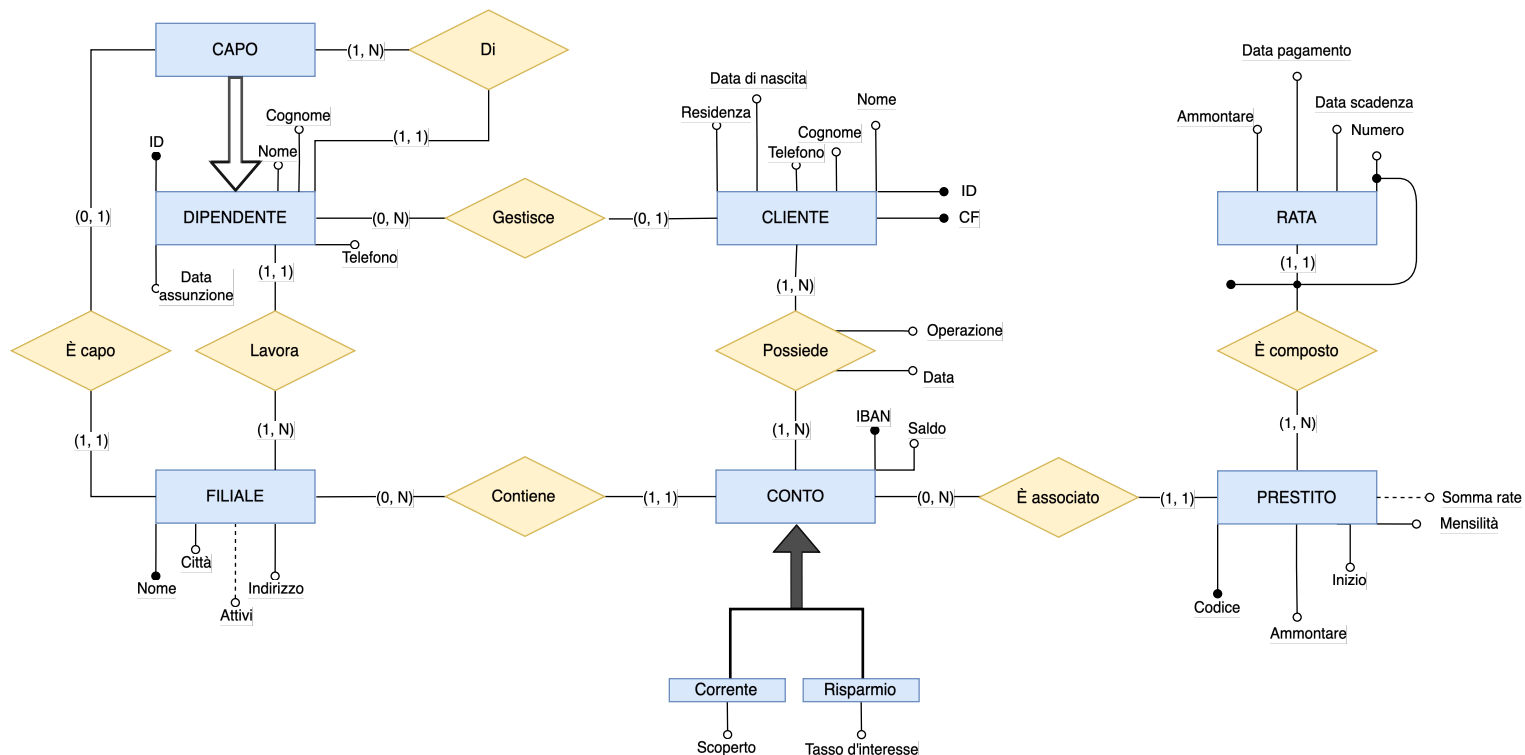 CAPO
(1, N)
Di
Data pagamento
Data di nascita
Nome
Residenza
Cognome
Ammontare
Data scadenza
Cognome
Numero
ID
(1, 1)
Nome
Telefono
ID
(0, 1)
DIPENDENTE
(0, N)
Gestisce
(0, 1)
CLIENTE
CF
RATA
Telefono
(1, 1)
(1, 1)
Data
assunzione
(1, N)
Operazione
È capo
Lavora
Possiede
È composto
Data
IBAN
Saldo
(1, 1)
(1, N)
(1, N)
(1, N)
FILIALE
(0, N)
Contiene
(1, 1)
CONTO
(0, N)
È associato
(1, 1)
PRESTITO
Somma rate
Mensilità
Città
Nome
Indirizzo
Attivi
Inizio
Codice
Ammontare
Corrente
Risparmio
Scoperto
Tasso d'interesse